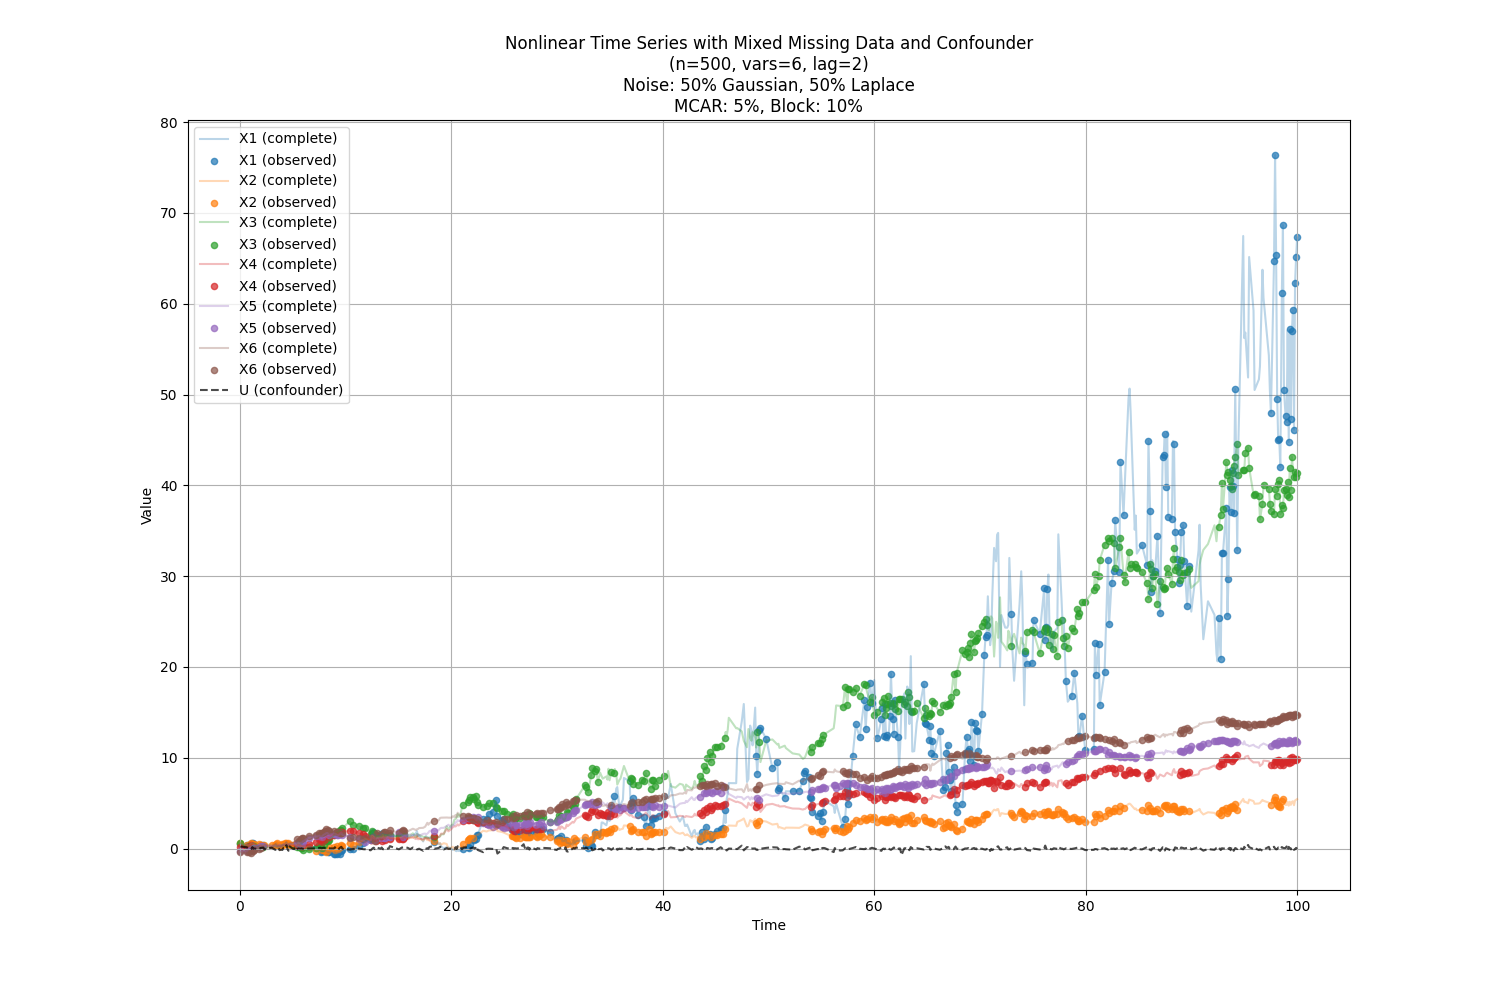 Nonlinear Time Series with Mixed Missing Data and Confounder
(n=500, vars=6, lag=2)
Noise: 50% Gaussian, 50% Laplace
MCAR: 5%, Block: 10%
X1 (complete)
X1 (observed)
X2 (complete)
X2 (observed)
X3 (complete)
X3 (observed)
X4 (complete)
X4 (observed)
X5 (complete)
X5 (observed)
X6 (complete)
X6 (observed)
U (confounder)
80
70
60
50
40
30
20
10
0
Value
0 20 40 60 80 100
Time